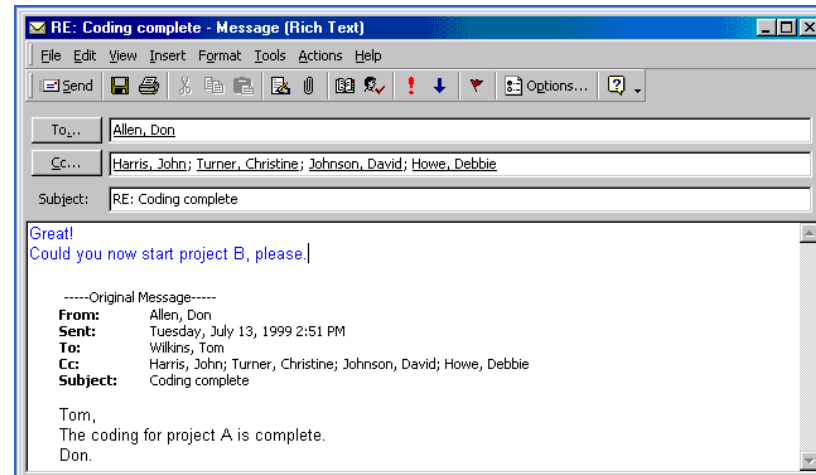 RE: Coding complete - Message (Rich Text)
File Edit View Insert Format Tools Actions Help
Send Options...
To... Allen, Don
Cc... Harris, John; Turner, Christine; Johnson, David; Howe, Debbie
Subject: RE: Coding complete
Great!
Could you now start project B, please.
-----Original Message-----
From: Allen, Don
Sent: Tuesday, July 13, 1999 2:51 PM
To: Wilkins, Tom
Cc: Harris, John; Turner, Christine; Johnson, David; Howe, Debbie
Subject: Coding complete
Tom,
The coding for project A is complete.
Don.